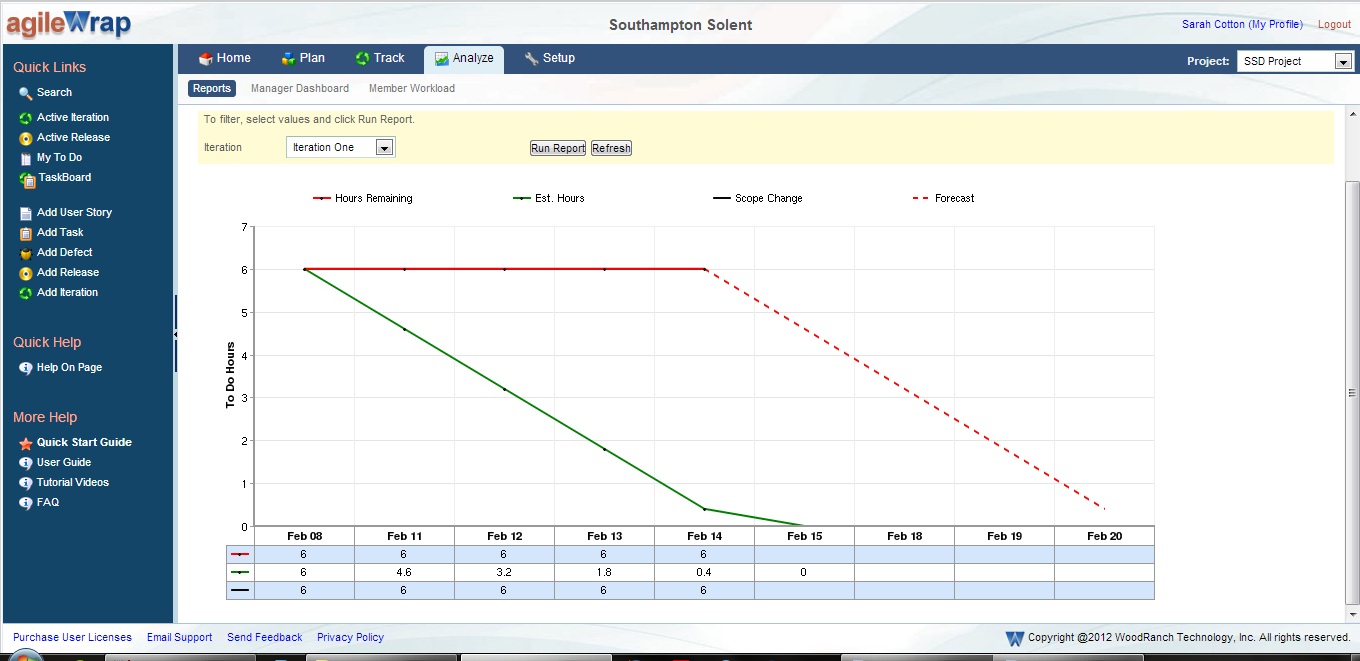 agileWrap
Southampton Solent
Sarah Cotton (My Profile) Logout
Home Plan Track Analyze Setup
Project: SSD Project
Reports Manager Dashboard Member Workload
Quick Links
Search
Active Iteration
Active Release
My To Do
TaskBoard
Add User Story
Add Task
Add Defect
Add Release
Add Iteration
Quick Help
Help On Page
More Help
Quick Start Guide
User Guide
Tutorial Videos
FAQ
To filter, select values and click Run Report.
Iteration Iteration One Run Report Refresh
Hours Remaining Est. Hours Scope Change Forecast
To Do Hours
7
6
5
4
3
2
1
0
Feb 08 Feb 11 Feb 12 Feb 13 Feb 14 Feb 15 Feb 18 Feb 19 Feb 20
6 6 6 6 6
6 4.6 3.2 1.8 0.4 0
6 6 6 6 6
Purchase User Licenses Email Support Send Feedback Privacy Policy
Copyright @2012 WoodRanch Technology, Inc. All rights reserved.